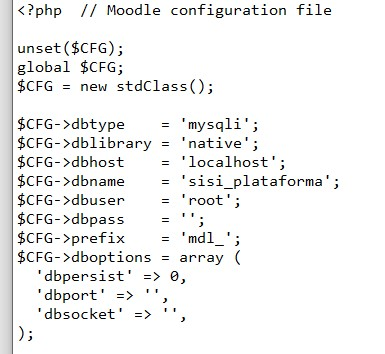 <?php  // Moodle configuration file

unset($CFG);
global $CFG;
$CFG = new stdClass();

$CFG->dbtype    = 'mysqli';
$CFG->dblibrary = 'native';
$CFG->dbhost    = 'localhost';
$CFG->dbname    = 'sisi_plataforma';
$CFG->dbuser    = 'root';
$CFG->dbpass    = '';
$CFG->prefix    = 'mdl_';
$CFG->dboptions = array (
  'dbpersist' => 0,
  'dbport' => '',
  'dbsocket' => '',
);